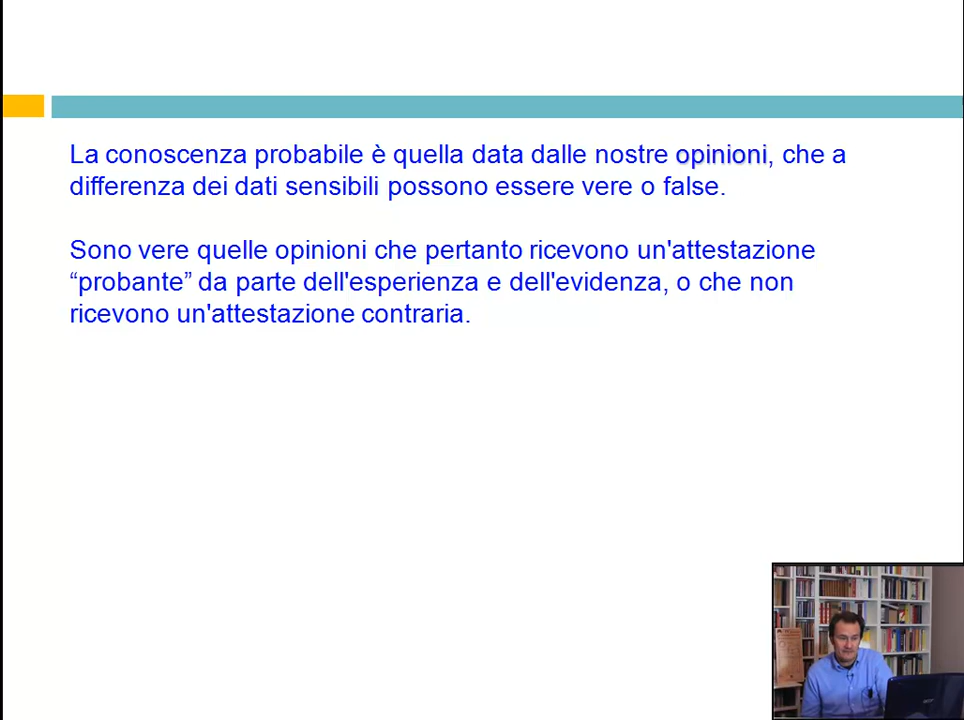 La conoscenza probabile è quella data dalle nostre opinioni, che a
differenza dei dati sensibili possono essere vere o false.
Sono vere quelle opinioni che pertanto ricevono un'attestazione
“probante” da parte dell'esperienza e dell'evidenza, o che non
ricevono un'attestazione contraria.